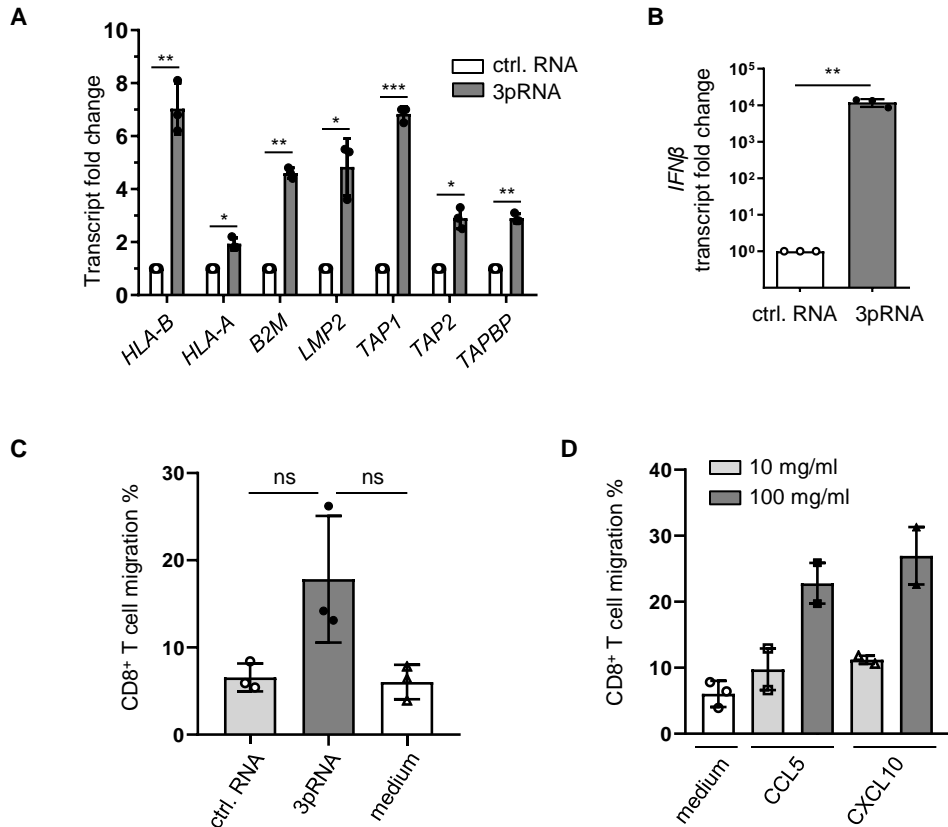 A
Transcript fold change
10
8
6
4
2
0
** * ** * *** * **
ctrl. RNA
3pRNA
HLA-B HLA-A B2M LMP2 TAP1 TAP2 TAPBP
B
IFNβ
transcript fold change
10⁵
10⁴
10³
10²
10¹
10⁰
**
ctrl. RNA 3pRNA
C
CD8⁺ T cell migration %
30
20
10
0
ns ns
ctrl. RNA 3pRNA medium
D
CD8⁺ T cell migration %
40
30
20
10
0
10 mg/ml
100 mg/ml
medium CCL5 CXCL10